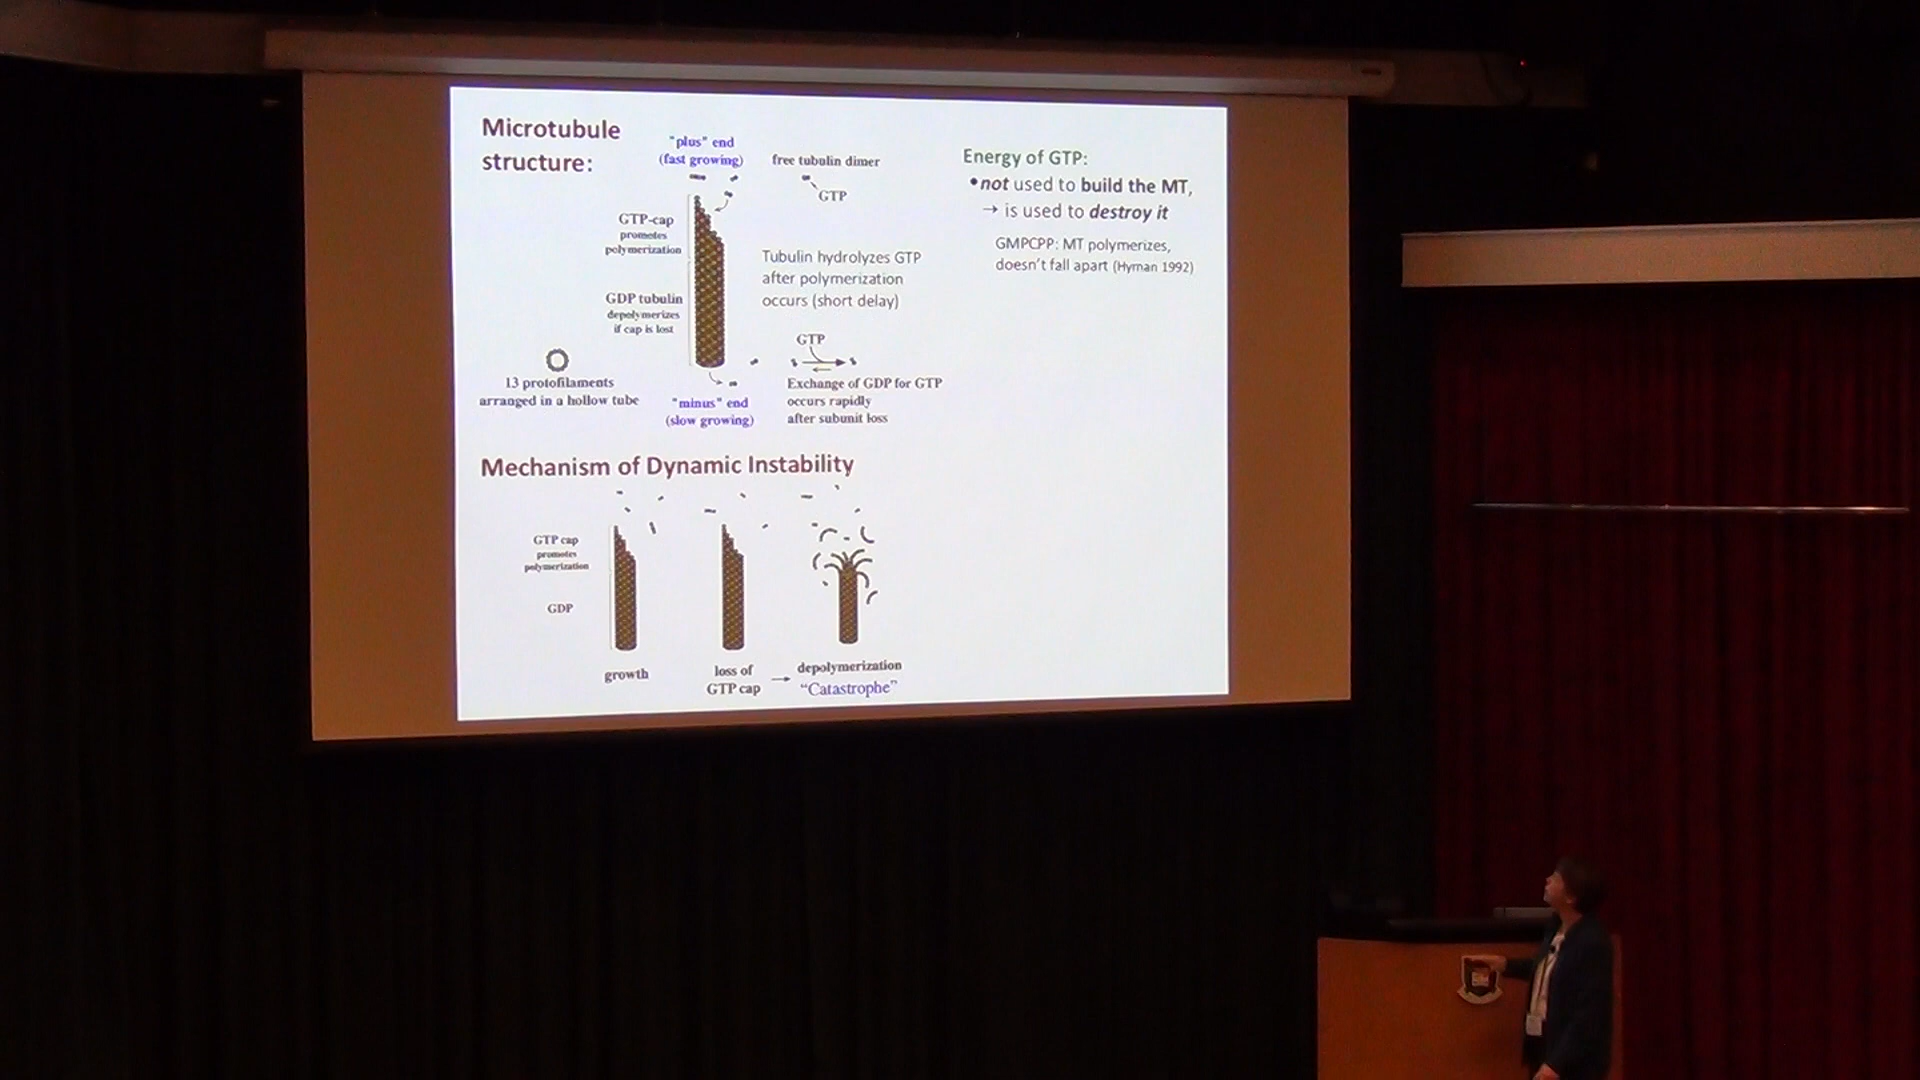 Microtubule
structure:
"plus" end
(fast growing)
free tubulin dimer
GTP
GTP-cap
promotes
polymerization
GDP tubulin
depolymerizes
if cap is lost
Tubulin hydrolyzes GTP
after polymerization
occurs (short delay)
13 protofilaments
arranged in a hollow tube
"minus" end
(slow growing)
GTP
Exchange of GDP for GTP
occurs rapidly
after subunit loss
Energy of GTP:
•not used to build the MT,
→ is used to destroy it
GMPCPP: MT polymerizes,
doesn't fall apart (Hyman 1992)
Mechanism of Dynamic Instability
GTP cap
promotes
polymerization
GDP
growth
loss of
GTP cap
→
depolymerization
“Catastrophe”